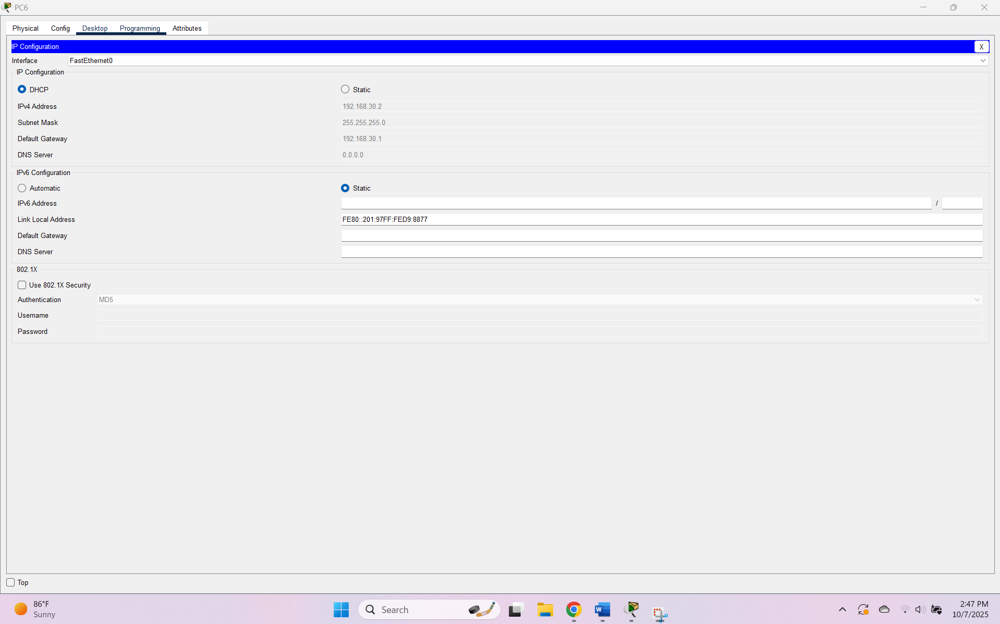 PC6
Physical Config Desktop Programming Attributes
IP Configuration X
Interface FastEthernet0
IP Configuration
DHCP Static
IPv4 Address 192.168.30.2
Subnet Mask 255.255.255.0
Default Gateway 192.168.30.1
DNS Server 0.0.0.0
IPv6 Configuration
Automatic Static
IPv6 Address /
Link Local Address FE80::201:97FF:FED9:8877
Default Gateway
DNS Server
802.1X
Use 802.1X Security
Authentication MD5
Username
Password
Top
86°F
Sunny
Search
W
2:47 PM
10/7/2025